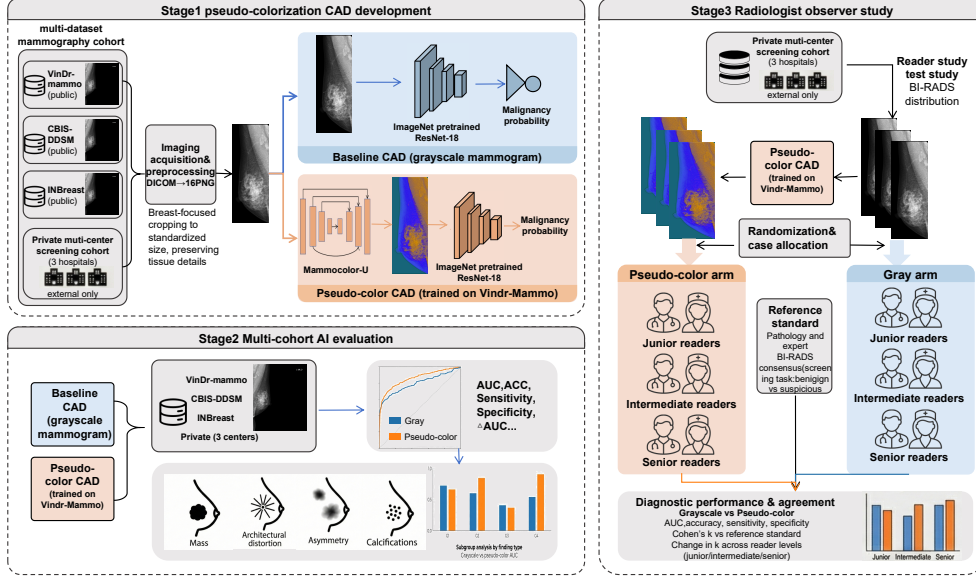 Stage1 pseudo-colorization CAD development
multi-dataset
mammography cohort
VinDr-
mammo
(public)
CBIS-
DDSM
(public)
INBreast
(public)
Private muti-center
screening cohort
(3 hospitals)
external only
Imaging
acquisition&
preprocessing
DICOM→16PNG
Breast-focused
cropping to
standardized
size, preserving
tissue details
ImageNet pretrained
ResNet-18
Malignancy
probability
Baseline CAD (grayscale mammogram)
Mammocolor-U
ImageNet pretrained
ResNet-18
Malignancy
probability
Pseudo-color CAD (trained on Vindr-Mammo)
Stage2 Multi-cohort AI evaluation
Baseline
CAD
(grayscale
mammogram)
Pseudo-
color CAD
(trained on
Vindr-Mammo)
VinDr-mammo
CBIS-DDSM
INBreast
Private (3 centers)
Gray
Pseudo-color
AUC,ACC,
Sensitivity,
Specificity,
△AUC...
Mass
Architectural
distortion
Asymmetry
Calcifications
Subgroup analysis by finding type
Grayscale vs pseudo-color AUC
Stage3 Radiologist observer study
Private muti-center
screening cohort
(3 hospitals)
external only
Reader study
test study
BI-RADS
distribution
Pseudo-
color CAD
(trained on
Vindr-Mammo)
Randomization&
case allocation
Pseudo-color arm
Junior readers
Intermediate readers
Senior readers
Reference
standard
Pathology and
expert
BI-RADS
consensus(screen
ing task:benigign
vs suspicious
Gray arm
Junior readers
Intermediate readers
Senior readers
Diagnostic performance & agreement
Grayscale vs Pseudo-color
AUC,accuracy, sensitivity, specificity
Cohen's k vs reference standard
Change in k across reader levels
(junior/intermediate/senior)
Junior Intermediate Senior